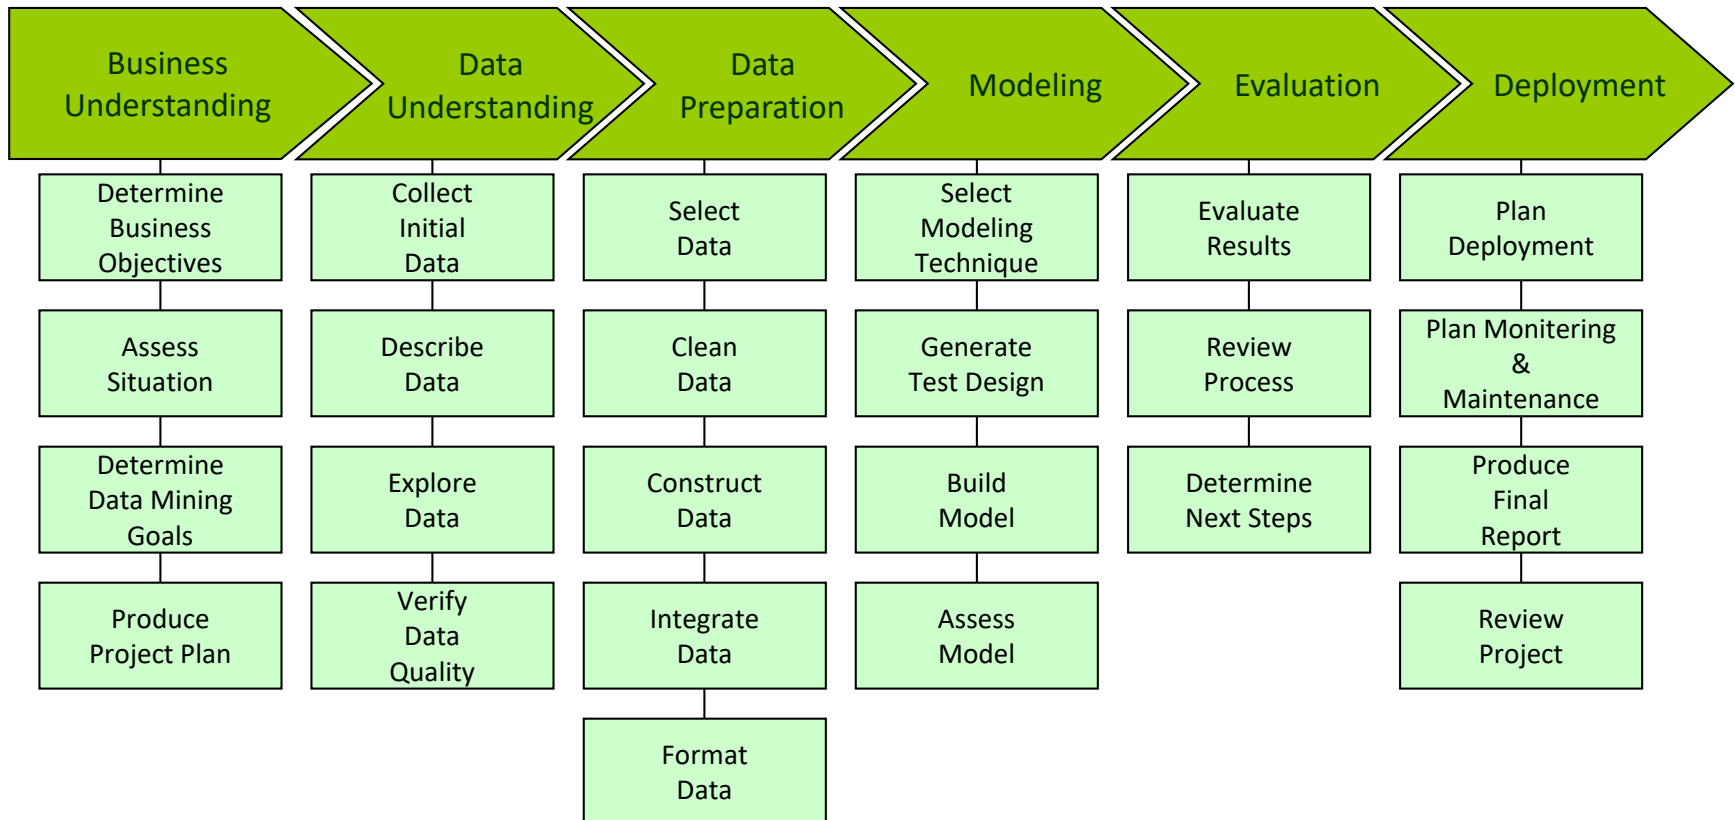 Business
Understanding
Data
Understanding
Data
Preparation
Modeling
Evaluation
Deployment
Determine
Business
Objectives
Assess
Situation
Determine
Data Mining
Goals
Produce
Project Plan
Collect
Initial
Data
Describe
Data
Explore
Data
Verify
Data
Quality
Select
Data
Clean
Data
Construct
Data
Integrate
Data
Format
Data
Select
Modeling
Technique
Generate
Test Design
Build
Model
Assess
Model
Evaluate
Results
Review
Process
Determine
Next Steps
Plan
Deployment
Plan Monitering
&
Maintenance
Produce
Final
Report
Review
Project